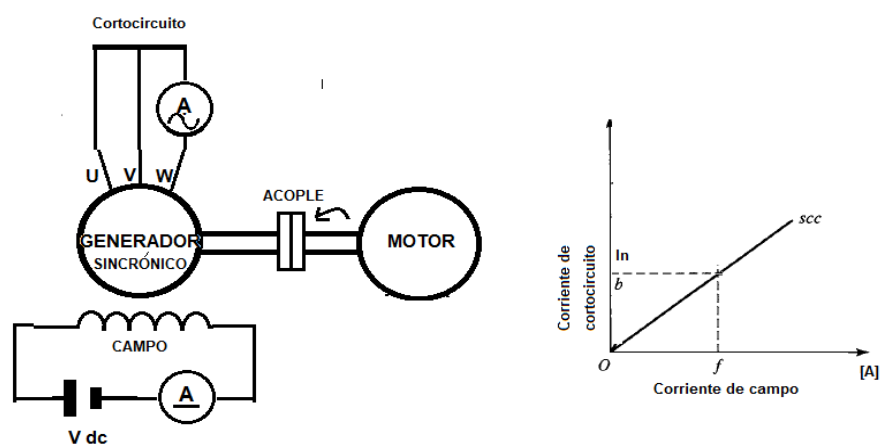 Cortocircuito
A
U V W
ACOPLE
GENERADOR
SINCRÓNICO
MOTOR
CAMPO
A
V dc
Corriente de
cortocircuito
In
b
scc
O
f
[A]
Corriente de campo